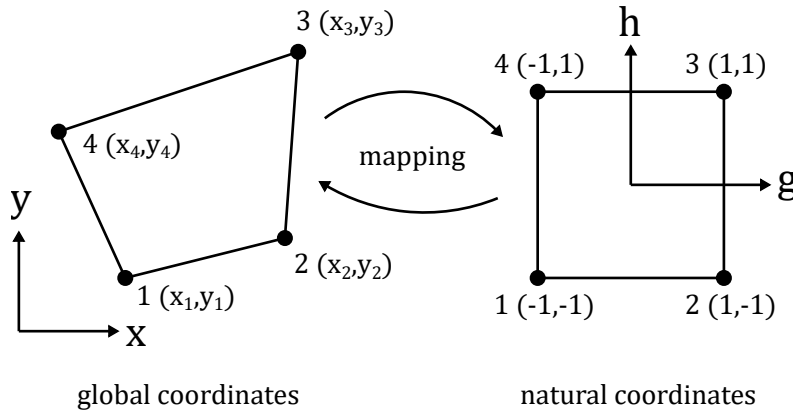 3 (x₃,y₃)
4 (x₄,y₄)
y
2 (x₂,y₂)
1 (x₁,y₁)
x
global coordinates
mapping
h
4 (-1,1)
3 (1,1)
g
1 (-1,-1)
2 (1,-1)
natural coordinates